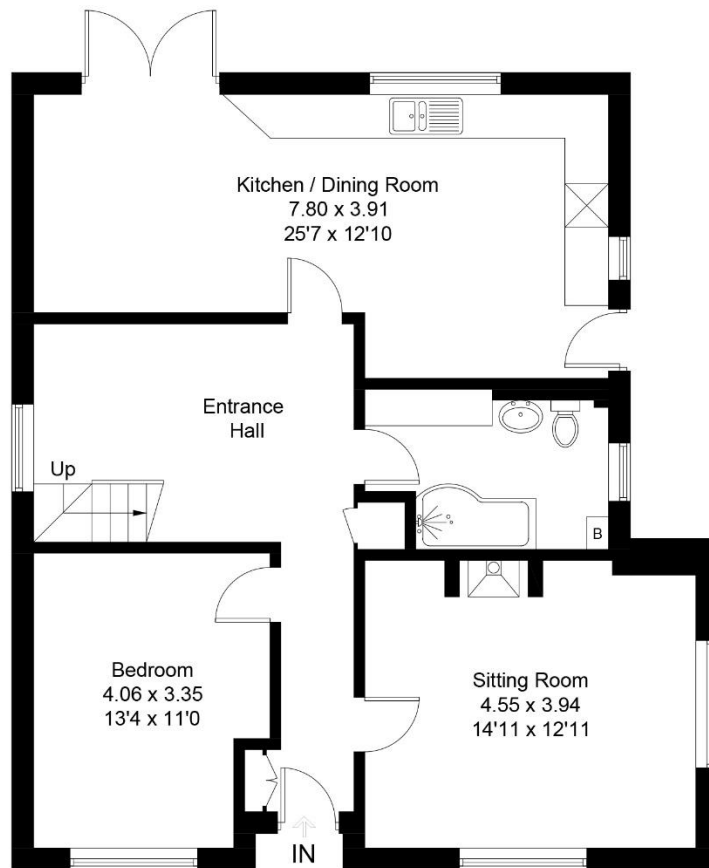 Kitchen / Dining Room
7.80 x 3.91
25'7 x 12'10
Entrance
Hall
Up
B
Bedroom
4.06 x 3.35
13'4 x 11'0
Sitting Room
4.55 x 3.94
14'11 x 12'11
IN